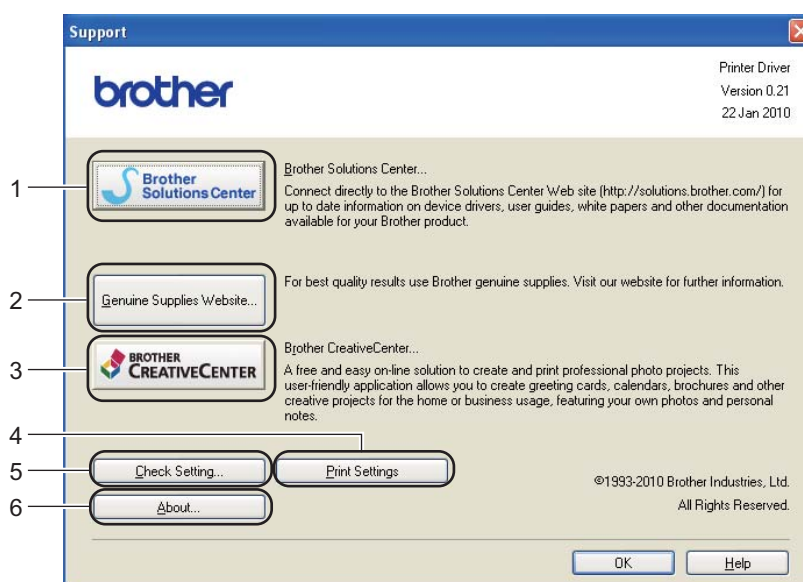 Support
brother
Printer Driver
Version 0.21
22 Jan 2010
1
Brother
Solutions Center
Brother Solutions Center...
Connect directly to the Brother Solutions Center Web site (http://solutions.brother.com/) for
up to date information on device drivers, user guides, white papers and other documentation
available for your Brother product.
2
Genuine Supplies Website...
For best quality results use Brother genuine supplies. Visit our website for further information.
3
BROTHER
CREATIVECENTER
Brother CreativeCenter...
A free and easy on-line solution to create and print professional photo projects. This
user-friendly application allows you to create greeting cards, calendars, brochures and other
creative projects for the home or business usage, featuring your own photos and personal
notes.
4
5
Check Setting...
Print Settings
©1993-2010 Brother Industries, Ltd.
6
About...
All Rights Reserved.
OK
Help